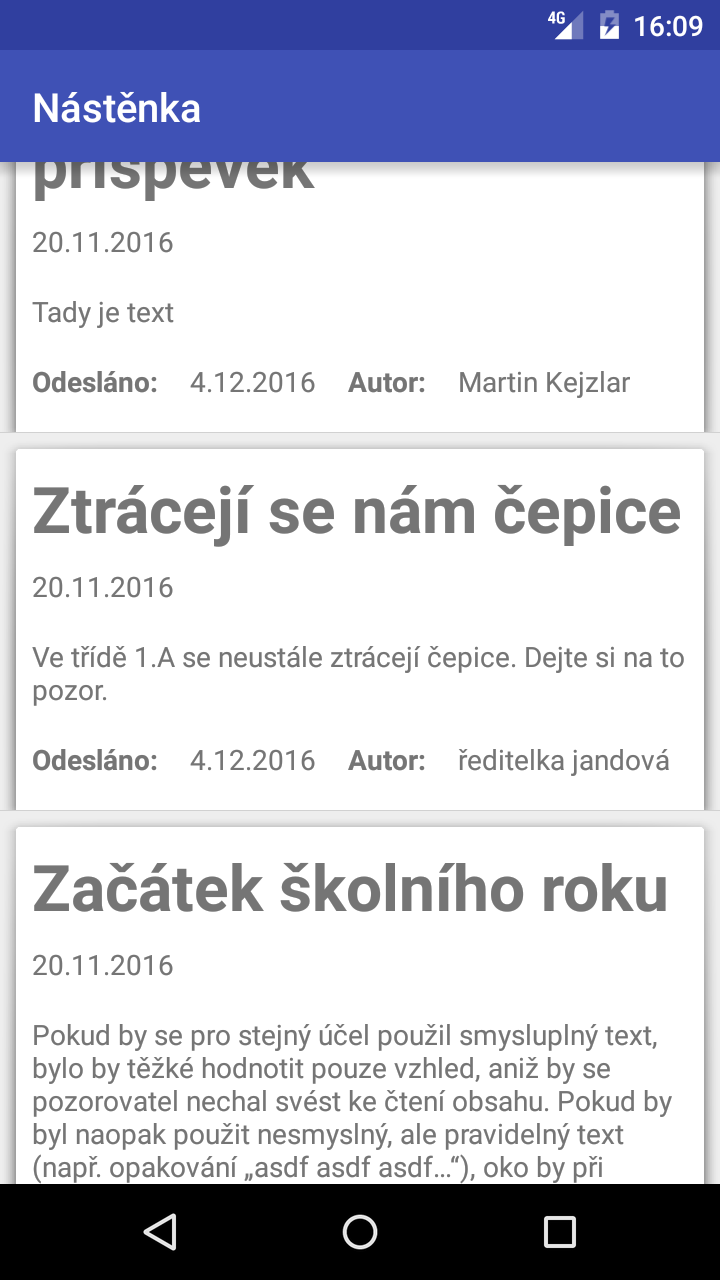 4G 16:09
Nástěnka
příspěvek
20.11.2016
Tady je text
Odesláno: 4.12.2016 Autor: Martin Kejzlar
Ztrácejí se nám čepice
20.11.2016
Ve třídě 1.A se neustále ztrácejí čepice. Dejte si na to
pozor.
Odesláno: 4.12.2016 Autor: ředitelka jandová
Začátek školního roku
20.11.2016
Pokud by se pro stejný účel použil smysluplný text,
bylo by těžké hodnotit pouze vzhled, aniž by se
pozorovatel nechal svést ke čtení obsahu. Pokud by
byl naopak použit nesmyslný, ale pravidelný text
(např. opakování „asdf asdf asdf…“), oko by při